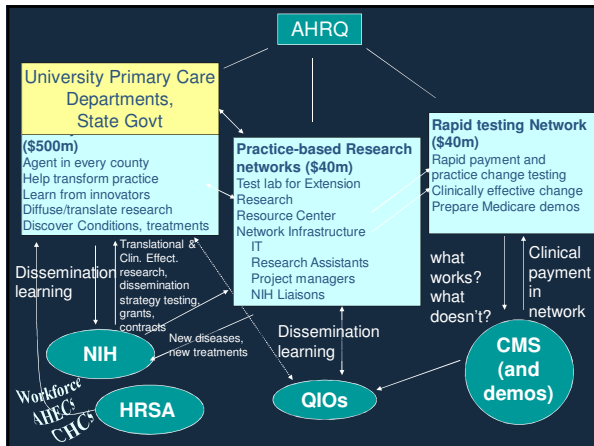 AHRQ
University Primary Care
Departments,
State Govt
($500m)
Agent in every county
Help transform practice
Learn from innovators
Diffuse/translate research
Discover Conditions, treatments
Practice-based Research
networks ($40m)
Test lab for Extension
Research
Resource Center
Network Infrastructure
IT
Research Assistants
Project managers
NIH Liaisons
Rapid testing Network
($40m)
Rapid payment and
practice change testing
Clinically effective change
Prepare Medicare demos
Dissemination
learning
Translational &
Clin. Effect.
research,
dissemination
strategy testing,
grants,
contracts
New diseases,
new treatments
Dissemination
learning
what
works?
what
doesn't?
Clinical
payment
in
network
NIH
HRSA
QIOs
CMS
(and
demos)
Workforce
AHECs
CHCs